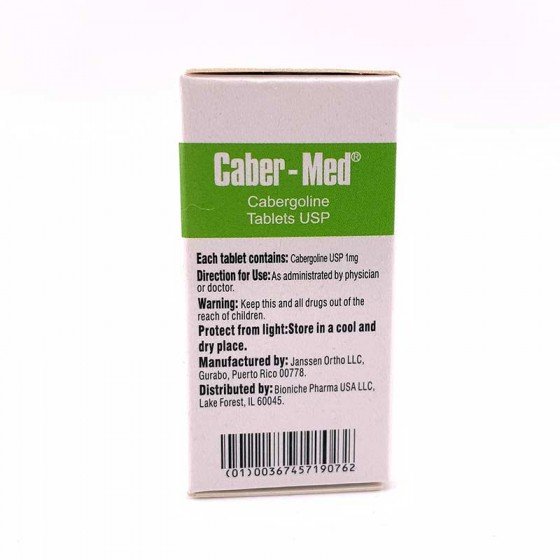 Caber-Med®
Cabergoline
Tablets USP
Each tablet contains: Cabergoline USP 1mg
Direction for Use: As administrated by physician
or doctor.
Warning: Keep this and all drugs out of the
reach of children.
Protect from light:Store in a cool and
dry place.
Manufactured by: Janssen Ortho LLC,
Gurabo, Puerto Rico 00778.
Distributed by: Bioniche Pharma USA LLC,
Lake Forest, IL 60045.
(01)00367457190762